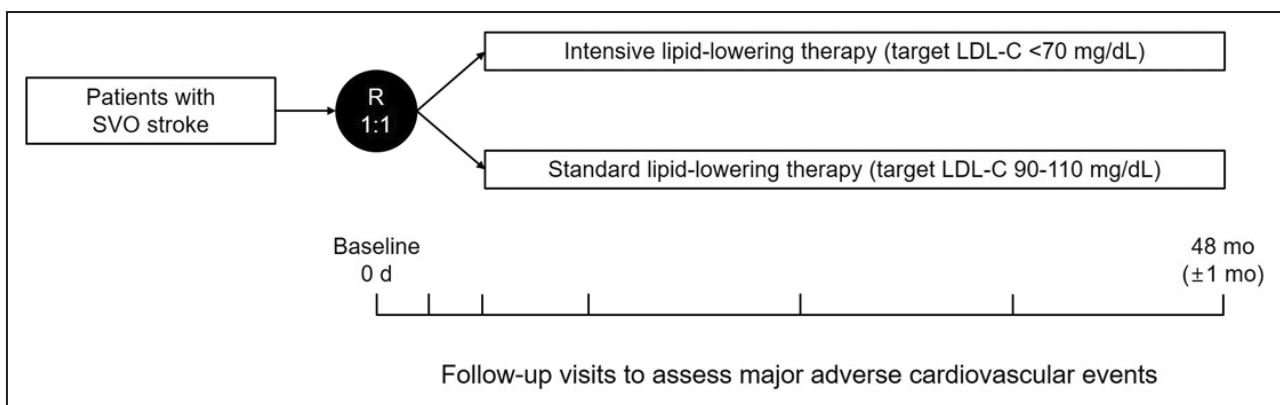 Intensive lipid-lowering therapy (target LDL-C <70 mg/dL)
Patients with
SVO stroke
R
1:1
Standard lipid-lowering therapy (target LDL-C 90-110 mg/dL)
Baseline
0 d
48 mo
(±1 mo)
Follow-up visits to assess major adverse cardiovascular events